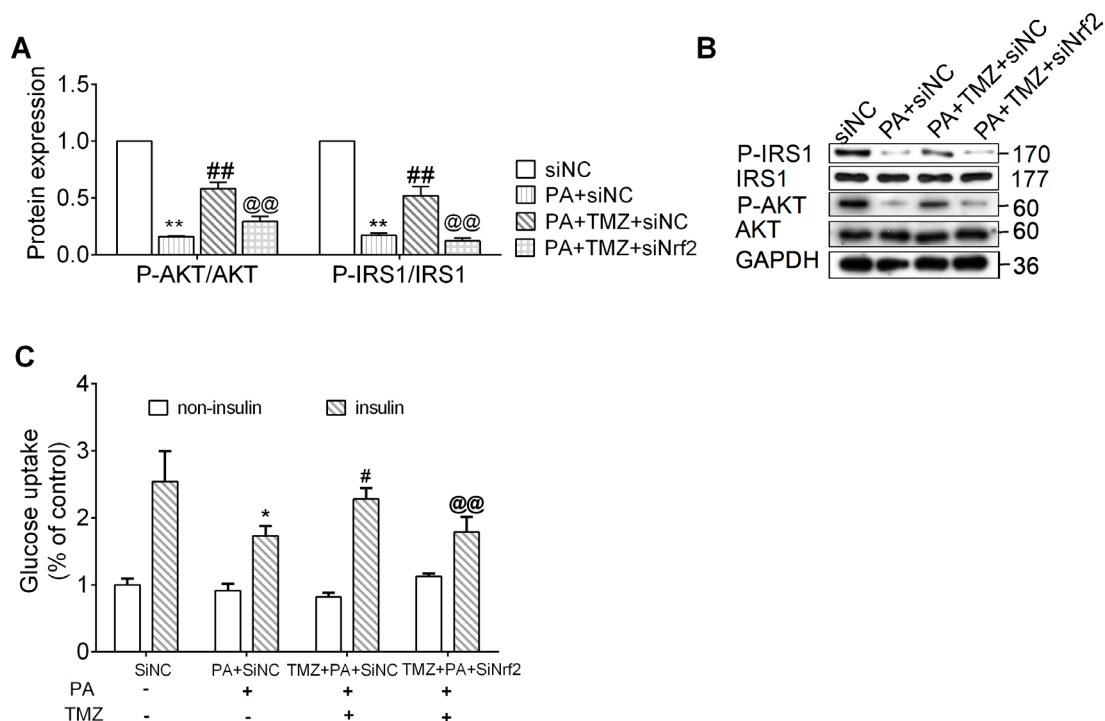 A
Protein expression
1.5
1.0
0.5
0.0
**
##
@@
**
##
@@
P-AKT/AKT
P-IRS1/IRS1
siNC
PA+siNC
PA+TMZ+siNC
PA+TMZ+siNrf2
B
siNC
PA+siNC
PA+TMZ+siNC
PA+TMZ+siNrf2
P-IRS1 170
IRS1 177
P-AKT 60
AKT 60
GAPDH 36
C
Glucose uptake
(% of control)
4
3
2
1
0
non-insulin
insulin
*
#
@@
SiNC PA+SiNC TMZ+PA+SiNC TMZ+PA+SiNrf2
PA - + + +
TMZ - - + +